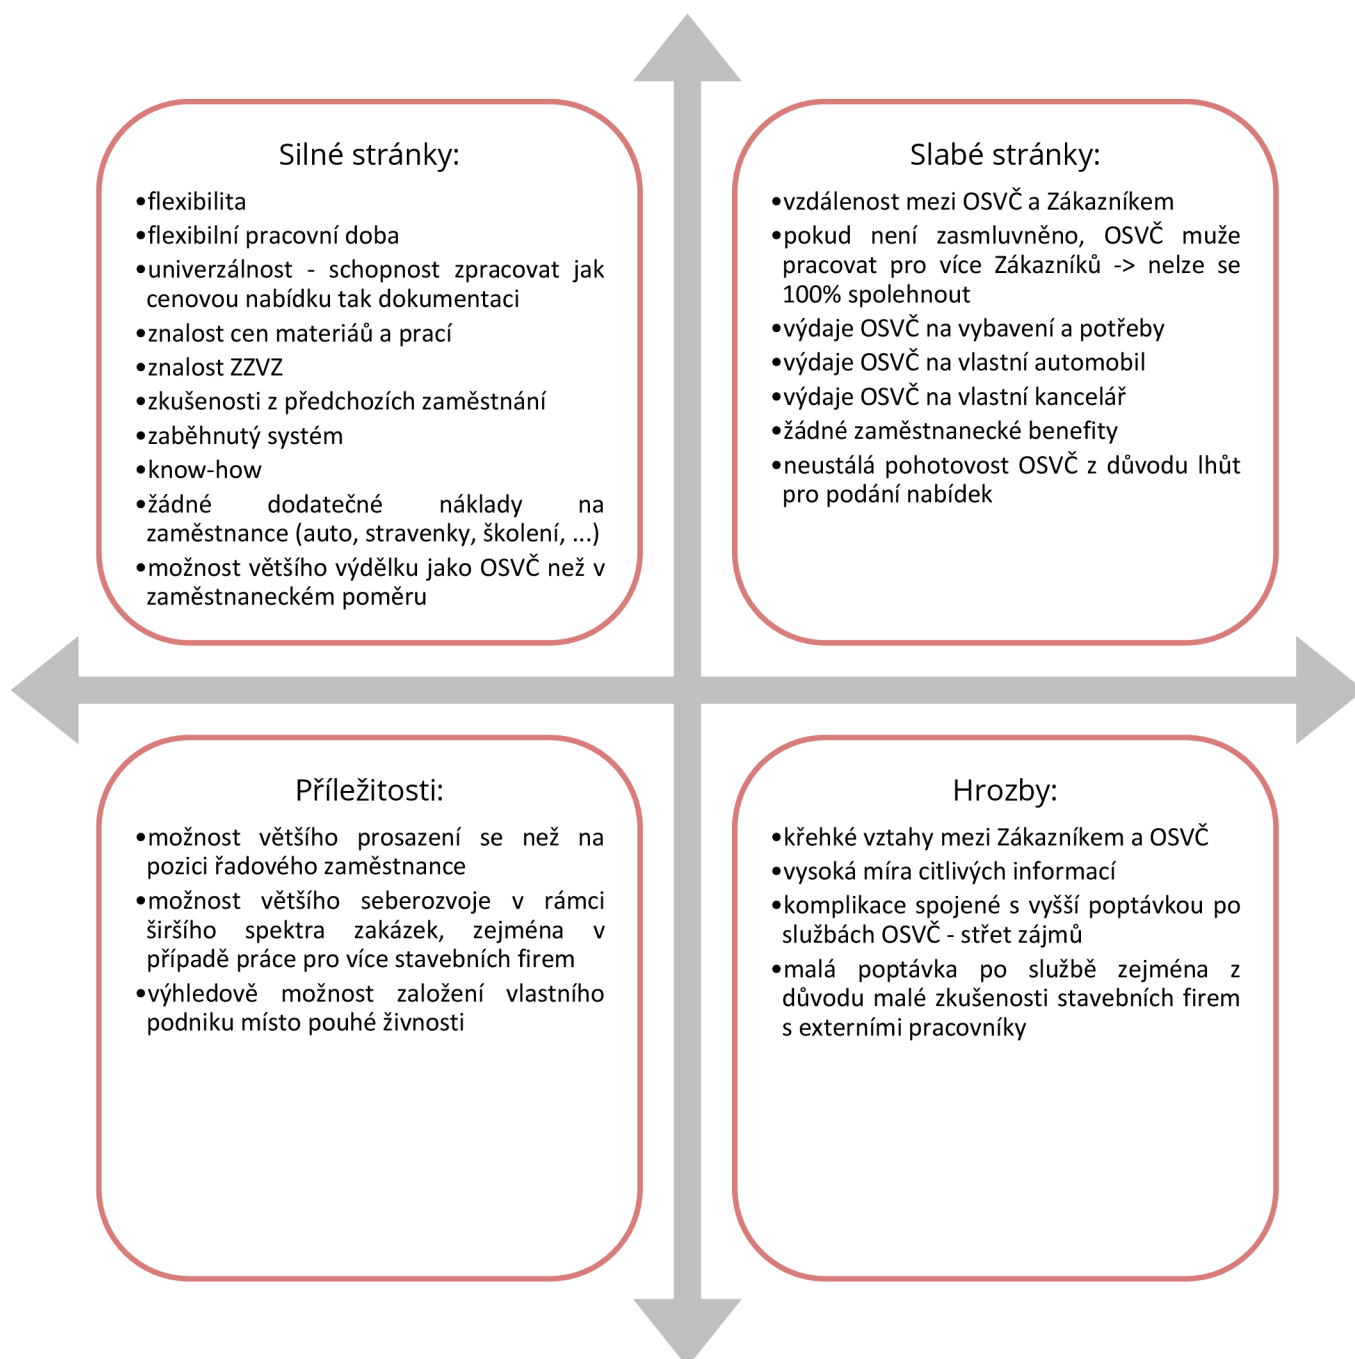 Silné stránky:
•flexibilita
•flexibilní pracovní doba
•univerzálnost - schopnost zpracovat jak
cenovou nabídku tak dokumentaci
•znalost cen materiáů a prací
•znalost ZZVZ
•zkušenosti z předchozích zaměstnání
•zaběhnutý systém
•know-how
•žádné dodatečné náklady na
zaměstnance (auto, stravenky, školení, ...)
•možnost většího výdělku jako OSVČ než v
zaměstnaneckém poměru
Slabé stránky:
•vzdálenost mezi OSVČ a Zákazníkem
•pokud není zasmluvněno, OSVČ muže
pracovat pro více Zákazníků -> nelze se
100% spolehnout
•výdaje OSVČ na vybavení a potřeby
•výdaje OSVČ na vlastní automobil
•výdaje OSVČ na vlastní kancelář
•žádné zaměstnanecké benefity
•neustálá pohotovost OSVČ z důvodu lhůt
pro podání nabídek
Příležitosti:
•možnost většího prosazení se než na
pozici řadového zaměstnance
•možnost většího seberozvoje v rámci
širšího spektra zakázek, zejména v
případě práce pro více stavebních firem
•výhledově možnost založení vlastního
podniku místo pouhé živnosti
Hrozby:
•křehké vztahy mezi Zákazníkem a OSVČ
•vysoká míra citlivých informací
•komplikace spojené s vyšší poptávkou po
službách OSVČ - střet zájmů
•malá poptávka po službě zejména z
důvodu malé zkušenosti stavebních firem
s externími pracovníky